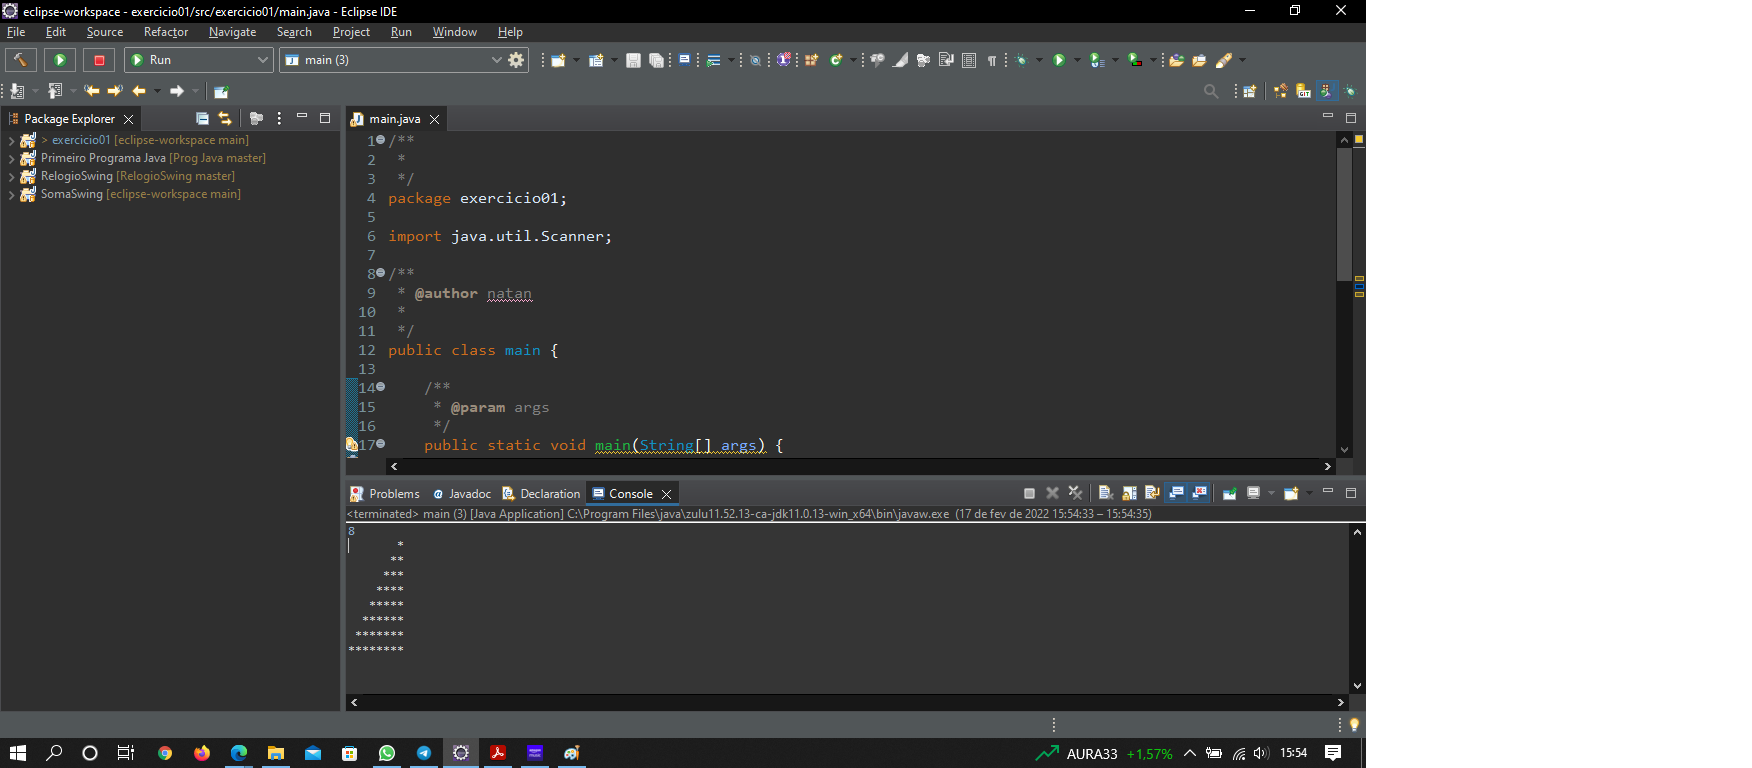 eclipse-workspace - exercicio01/src/exercicio01/main.java - Eclipse IDE
File Edit Source Refactor Navigate Search Project Run Window Help
Run main (3)
Package Explorer
> exercicio01 [eclipse-workspace main]
Primeiro Programa Java [Prog Java master]
RelogioSwing [RelogioSwing master]
SomaSwing [eclipse-workspace main]
main.java
1 /**
2 *
3 */
4 package exercicio01;
5
6 import java.util.Scanner;
7
8 /**
9 * @author natan
10 *
11 */
12 public class main {
13
14 /**
15 * @param args
16 */
17 public static void main(String[] args) {
Problems Javadoc Declaration Console
<terminated> main (3) [Java Application] C:\Program Files\java\zulu11.52.13-ca-jdk11.0.13-win_x64\bin\javaw.exe (17 de fev de 2022 15:54:33 – 15:54:35)
8
       *
      **
     ***
    ****
   *****
  ******
 *******
********
AURA33 +1,57% 15:54